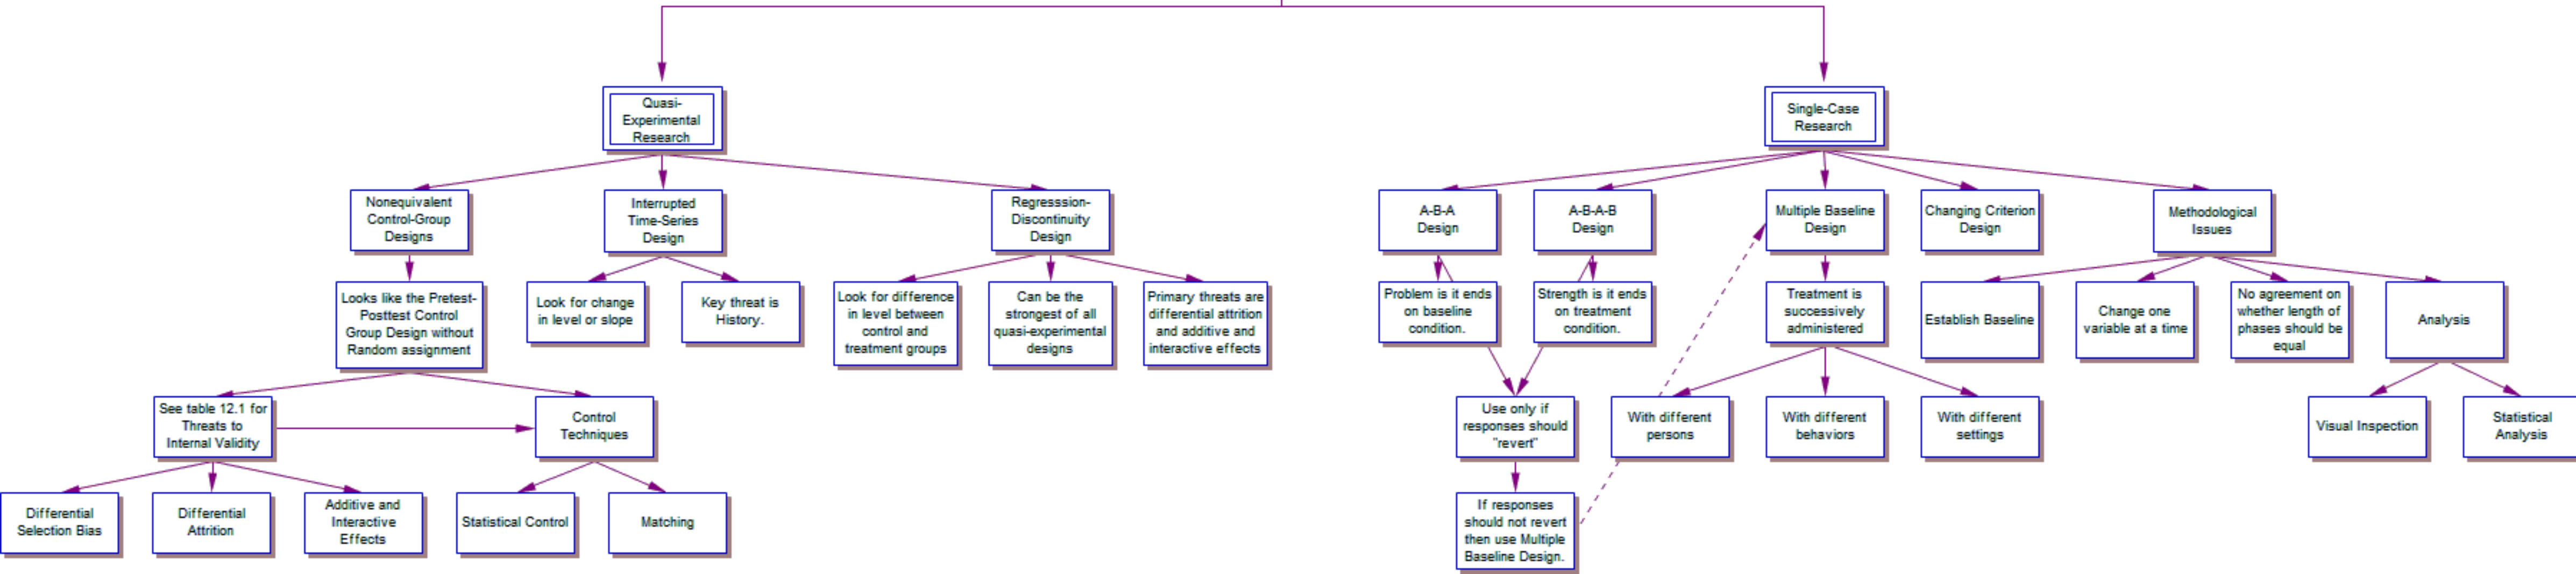 Quasi-
Experimental
Research
Single-Case
Research
Nonequivalent
Control-Group
Designs
Interrupted
Time-Series
Design
Regresssion-
Discontinuity
Design
A-B-A
Design
A-B-A-B
Design
Multiple Baseline
Design
Changing Criterion
Design
Methodological
Issues
Looks like the Pretest-
Posttest Control
Group Design without
Random assignment
Look for change
in level or slope
Key threat is
History.
Look for difference
in level between
control and
treatment groups
Can be the
strongest of all
quasi-experimental
designs
Primary threats are
differential attrition
and additive and
interactive effects
Problem is it ends
on baseline
condition.
Strength is it ends
on treatment
condition.
Treatment is
successively
administered
Establish Baseline
Change one
variable at a time
No agreement on
whether length of
phases should be
equal
Analysis
See table 12.1 for
Threats to
Internal Validity
Control
Techniques
Use only if
responses should
"revert"
With different
persons
With different
behaviors
With different
settings
Visual Inspection
Statistical
Analysis
Differential
Selection Bias
Differential
Attrition
Additive and
Interactive
Effects
Statistical Control
Matching
If responses
should not revert
then use Multiple
Baseline Design.